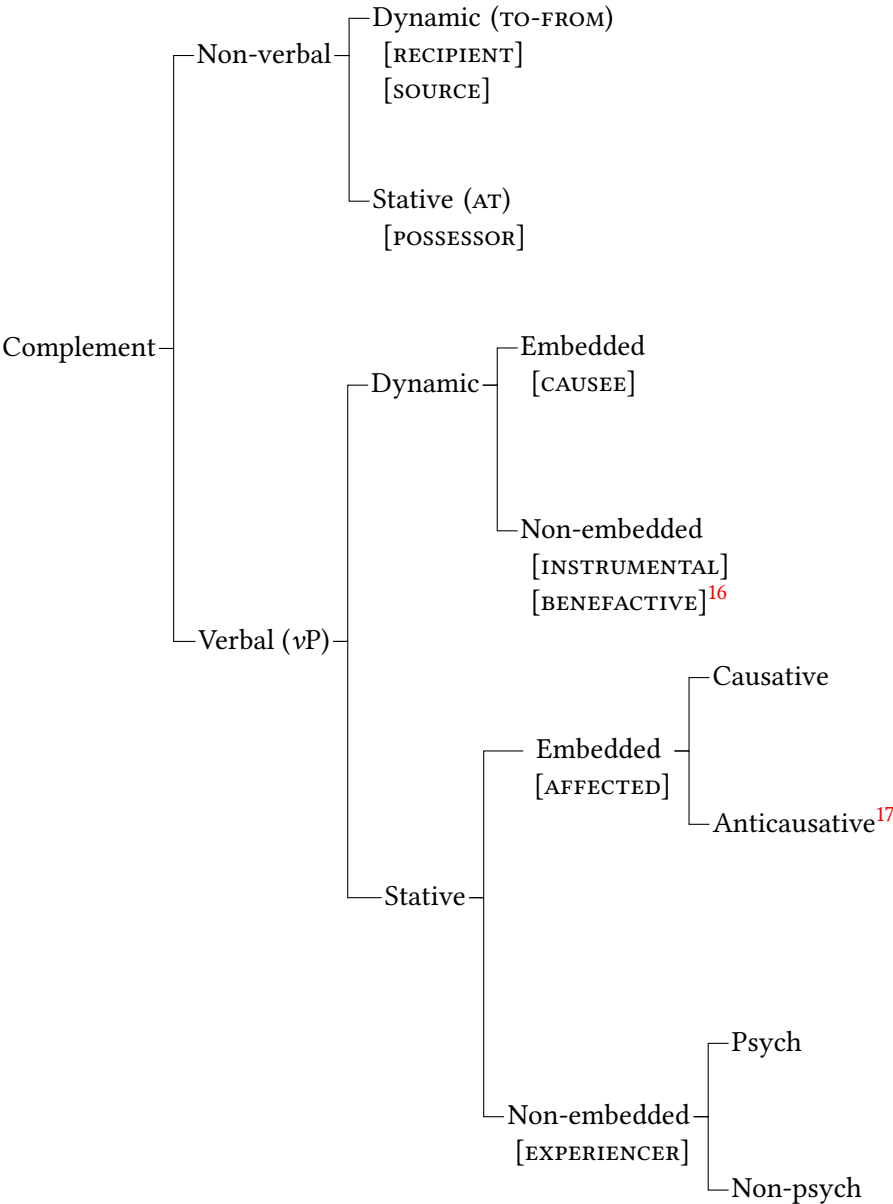 Dynamic (TO-FROM)
Non-verbal
[RECIPIENT]
[SOURCE]
Stative (AT)
[POSSESSOR]
Complement
Embedded
Dynamic
[CAUSEE]
Non-embedded
[INSTRUMENTAL]
[BENEFACTIVE]16
Verbal (vP)
Causative
Embedded
[AFFECTED]
Anticausative17
Stative
Psych
Non-embedded
[EXPERIENCER]
Non-psych